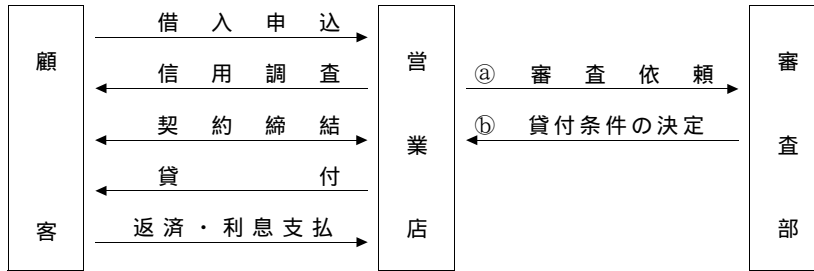 顧客
借入申込
信用調査
契約締結
貸付
返済・利息支払
営業店
ⓐ 審査依頼
ⓑ 貸付条件の決定
審査部